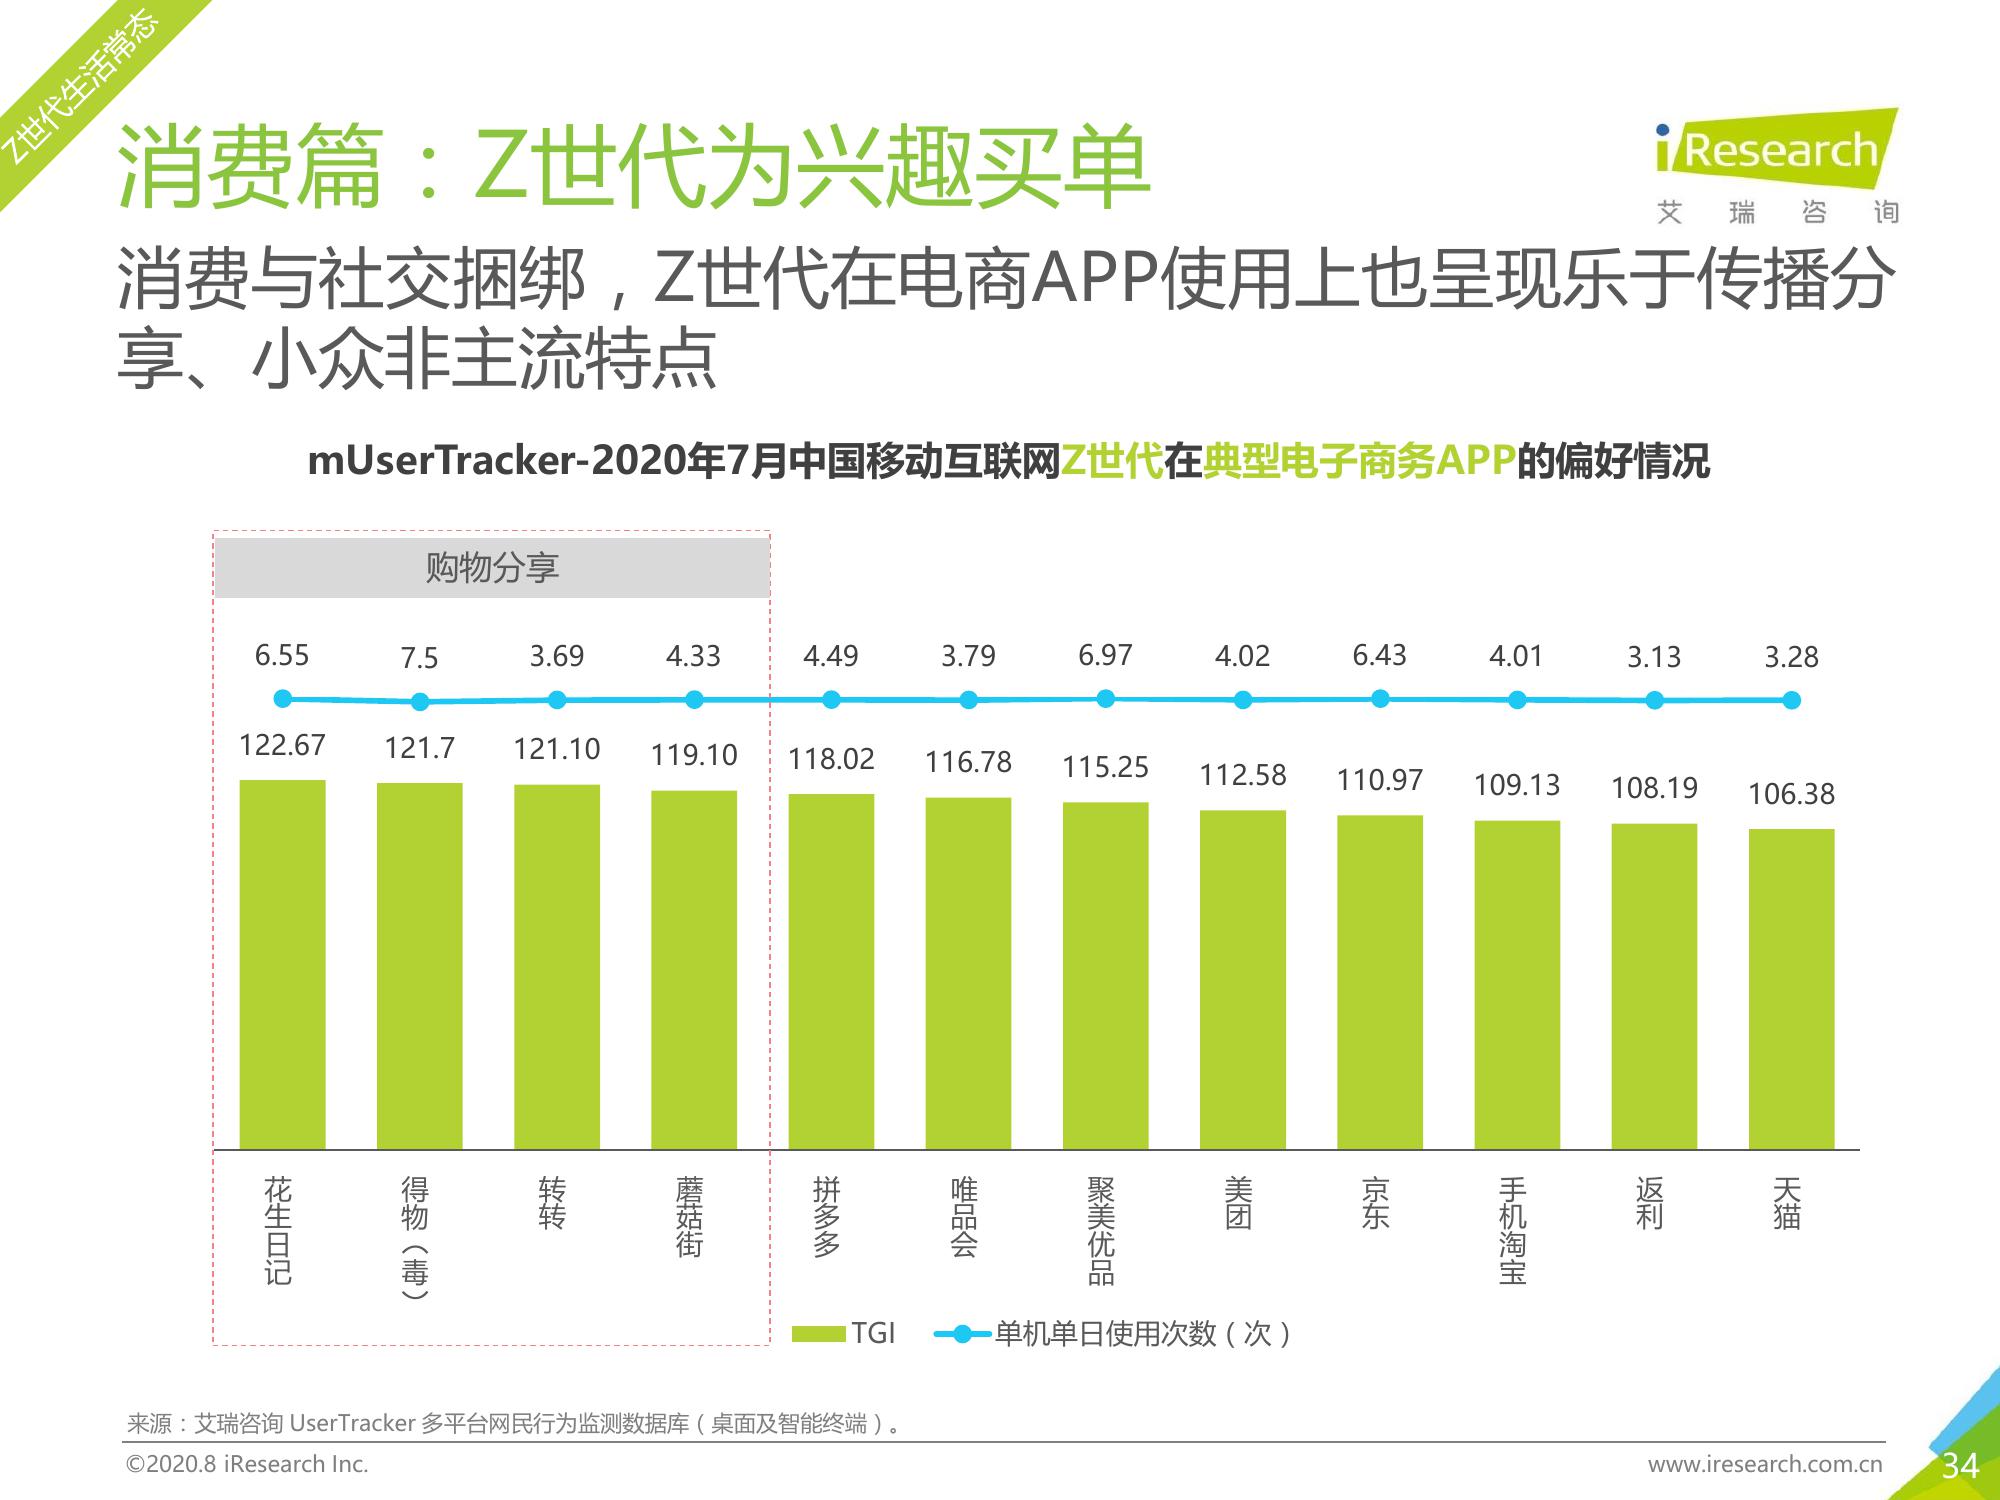 Z世代生活常态
消费篇：Z世代为兴趣买单
iResearch
艾瑞咨询
消费与社交捆绑，Z世代在电商APP使用上也呈现乐于传播分
享、小众非主流特点
mUserTracker-2020年7月中国移动互联网Z世代在典型电子商务APP的偏好情况
购物分享
6.55 7.5 3.69 4.33 4.49 3.79 6.97 4.02 6.43 4.01 3.13 3.28
122.67 121.7 121.10 119.10 118.02 116.78 115.25 112.58 110.97 109.13 108.19 106.38
花生日记
得物（毒）
转转
蘑菇街
拼多多
唯品会
聚美优品
美团
京东
手机淘宝
返利
天猫
TGI 单机单日使用次数（次）
来源：艾瑞咨询 UserTracker 多平台网民行为监测数据库（桌面及智能终端）。
©2020.8 iResearch Inc. www.iresearch.com.cn 34